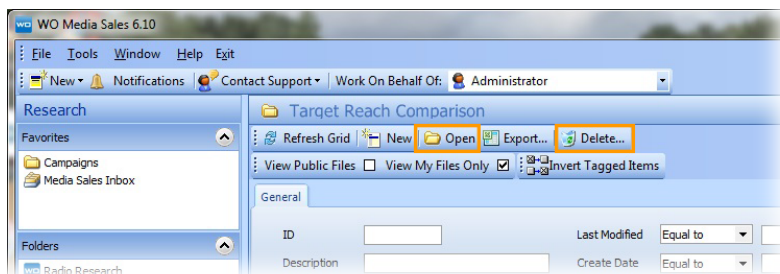 WO Media Sales 6.10
File Tools Window Help Exit
New Notifications Contact Support Work On Behalf Of: Administrator
Research
Target Reach Comparison
Favorites
Refresh Grid New Open Export... Delete...
Campaigns
View Public Files View My Files Only Invert Tagged Items
Media Sales Inbox
General
ID Last Modified Equal to
Folders
Description Create Date Equal to
WO Radio Research